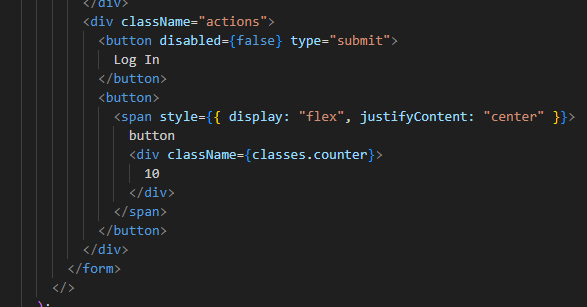 </div>
<div className="actions">
<button disabled={false} type="submit">
Log In
</button>
<button>
<span style={{ display: "flex", justifyContent: "center" }}>
button
<div className={classes.counter}>
10
</div>
</span>
</button>
</div>
</form>
</>
);